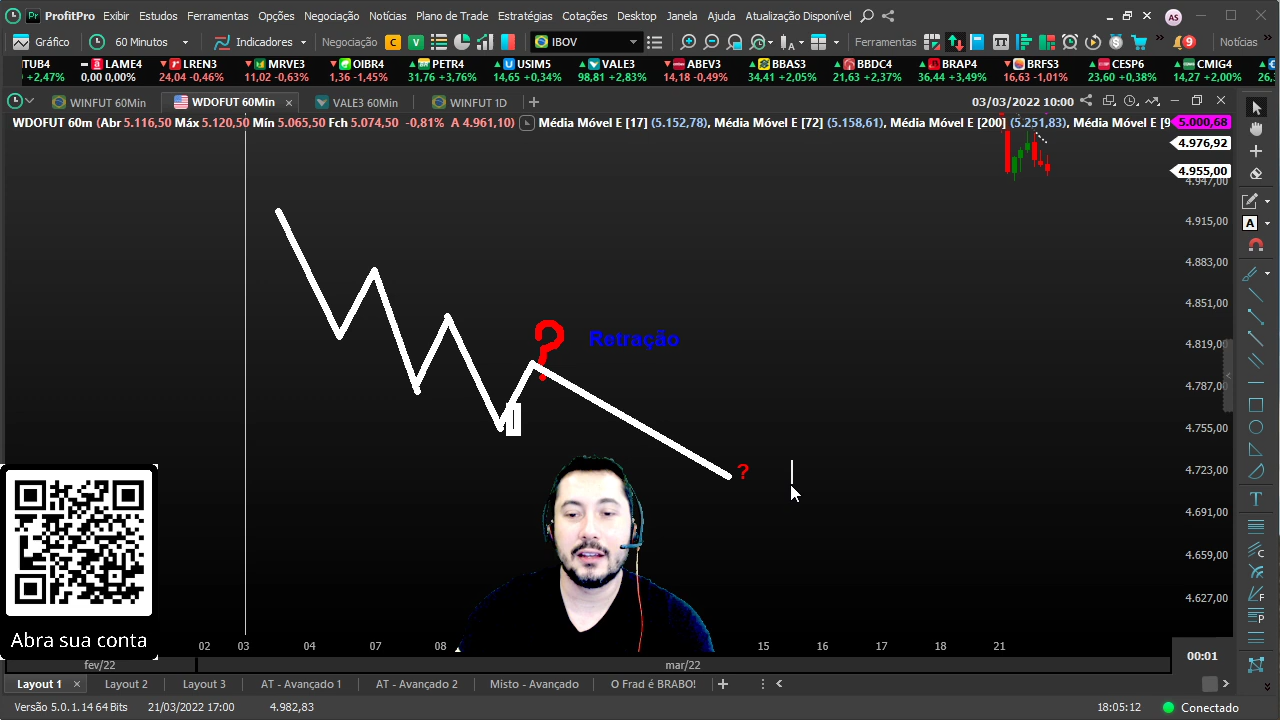 ProfitPro Exibir Estudos Ferramentas Opções Negociação Notícias Plano de Trade Estratégias Cotações Desktop Janela Ajuda Atualização Disponível AS
Gráfico 60 Minutos Indicadores Negociação C V IBOV Ferramentas 9 Notícias
TUB4 LAME4 LREN3 MRVE3 OIBR4 PETR4 USIM5 VALE3 ABEV3 BBAS3 BBDC4 BRAP4 BRFS3 CESP6 CMIG4
+2,47% 0,00 0,00% 24,04 -0,46% 11,02 -0,63% 1,36 -1,45% 31,76 +3,76% 14,65 +0,34% 98,81 +2,83% 14,18 -0,49% 34,41 +2,05% 21,63 +2,37% 36,44 +3,49% 16,63 -1,01% 23,60 +0,38% 14,27 +2,00% 26,
WINFUT 60Min WDOFUT 60Min VALE3 60Min WINFUT 1D 03/03/2022 10:00
WDOFUT 60m (Abr 5.116,50 Máx 5.120,50 Mín 5.065,50 Fch 5.074,50 -0,81% A 4.961,10) Média Móvel E [17] (5.152,78), Média Móvel E [72] (5.158,61), Média Móvel E [200] (5.251,83), Média Móvel E [9
5.000,68
4.976,92
4.955,00
4.947,00
4.915,00
4.883,00
4.851,00
4.819,00
4.787,00
4.755,00
4.723,00
4.691,00
4.659,00
4.627,00
?
Retração
?
Abra sua conta
02 03 04 07 08 15 16 17 18 21
00:01
fev/22 mar/22
Layout 1 Layout 2 Layout 3 AT - Avançado 1 AT - Avançado 2 Misto - Avançado O Frad é BRABO!
Versão 5.0.1.14 64 Bits 21/03/2022 17:00 4.982,83 18:05:12 Conectado